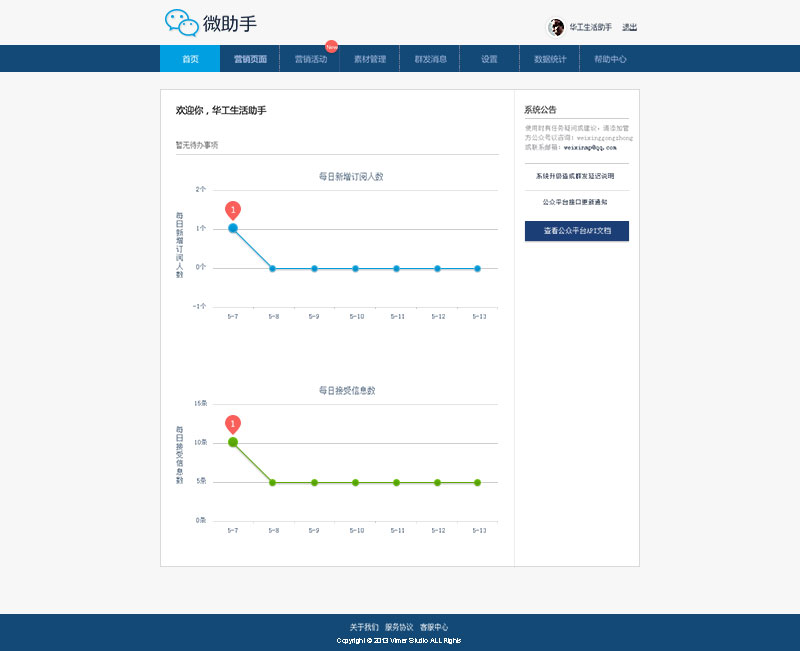 微助手
华工生活助手 退出
New
首页 营销页面 营销活动 素材管理 群发消息 设置 数据统计 帮助中心
欢迎你，华工生活助手
暂无待办事项
每日新增订阅人数
2个
1个
0个
-1个
每日新增订阅人数
1
5-7 5-8 5-9 5-10 5-11 5-12 5-13
每日接受信息数
15条
10条
5条
0条
每日接受信息数
1
5-7 5-8 5-9 5-10 5-11 5-12 5-13
系统公告
使用时具任务疑问或建议，请添加官
方公众号以咨询：weixinggongzhong
或联系邮箱：weixinmp@qq.com
系统升级造成群发延迟说明
公众平台接口更新通知
查看公众平台API文档
关于我们 服务协议 客服中心
Copyright © 2013 Vimer Studio ALL Rights